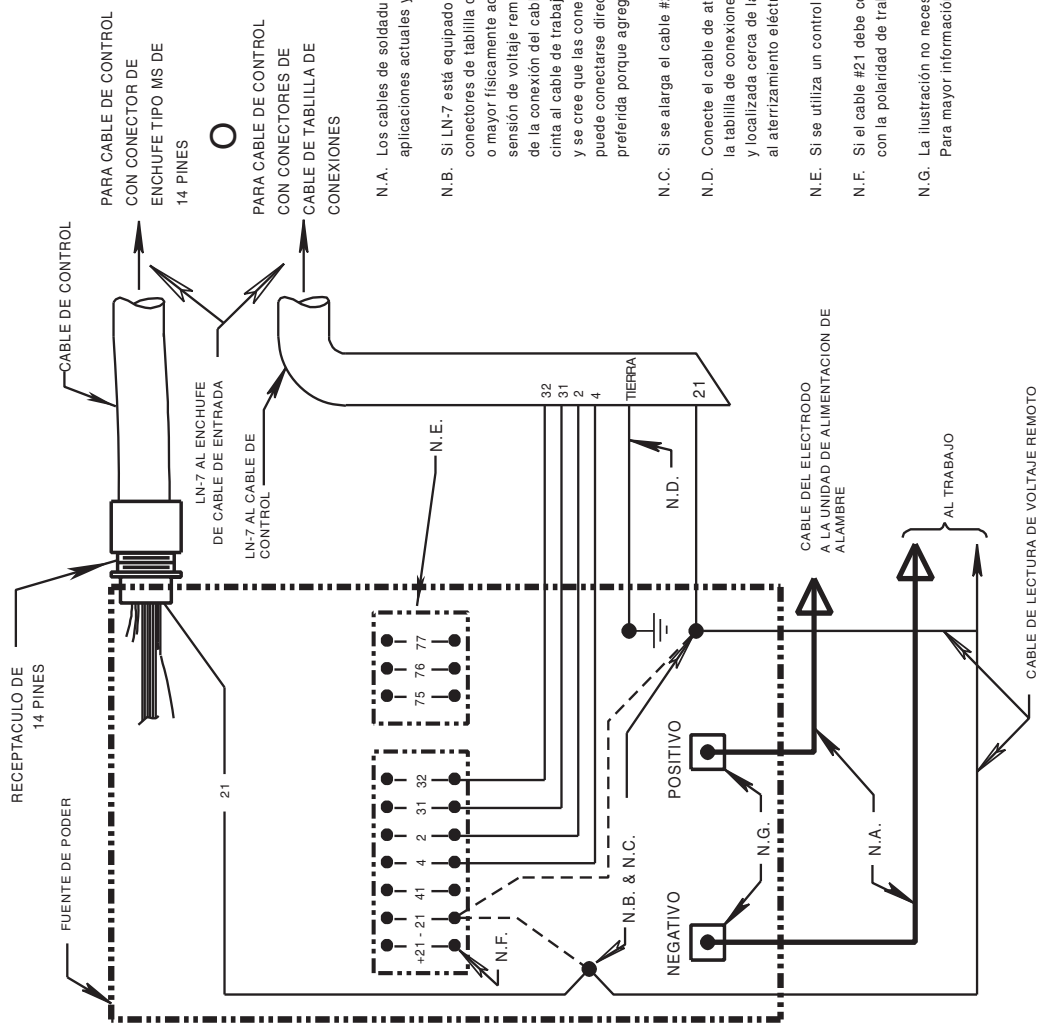 RECEPTACULO DE
14 PINES
FUENTE DE PODER
CABLE DE CONTROL
PARA CABLE DE CONTROL
CON CONECTOR DE
ENCHUFE TIPO MS DE
14 PINES
O
PARA CABLE DE CONTROL
CON CONECTORES DE
CABLE DE TABLILLA DE
CONEXIONES
LN-7 AL ENCHUFE
DE CABLE DE ENTRADA
LN-7 AL CABLE DE
CONTROL
21
N.E.
75
76
77
+21 - 21
41
4
2
31
32
N.F.
32
31
2
4
TIERRA
21
N.D.
N.B. & N.C.
NEGATIVO
POSITIVO
N.G.
N.A.
CABLE DEL ELECTRODO
A LA UNIDAD DE ALIMENTACION DE
ALAMBRE
AL TRABAJO
CABLE DE LECTURA DE VOLTAJE REMOTO
N.A. Los cables de soldadu
aplicaciones actuales y
N.B. Si LN-7 está equipado
conectores de tablilla d
o mayor físicamente ad
sensión de voltaje rem
de la conexión del cabl
cinta al cable de trabaj
y se cree que las cone
puede conectarse direc
preferida porque agreg
N.C. Si se alarga el cable #
N.D. Conecte el cable de at
la tablilla de conexione
y localizada cerca de la
al aterrizamiento eléctr
N.E. Si se utiliza un control
N.F. Si el cable #21 debe co
con la polaridad de tra
N.G. La ilustración no neces
Para mayor informació